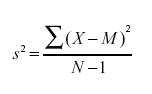 s² = ∑(X − M)² / N − 1